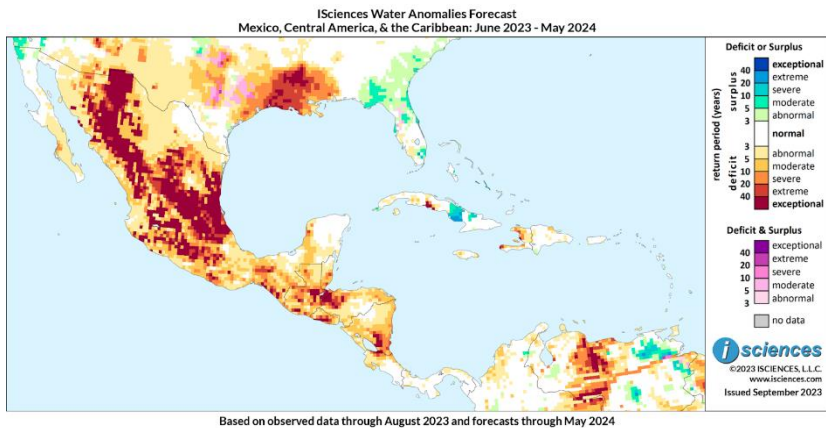 ISciences Water Anomalies Forecast
Mexico, Central America, & the Caribbean: June 2023 - May 2024
Deficit or Surplus
return period (years)
surplus
deficit
40 exceptional
20 extreme
10 severe
5 moderate
3 abnormal
normal
3 abnormal
5 moderate
10 severe
20 extreme
40 exceptional
Deficit & Surplus
40 exceptional
20 extreme
10 severe
5 moderate
3 abnormal
no data
i sciences
©2023 ISCIENCES, L.L.C.
www.isciences.com
Issued September 2023
Based on observed data through August 2023 and forecasts through May 2024